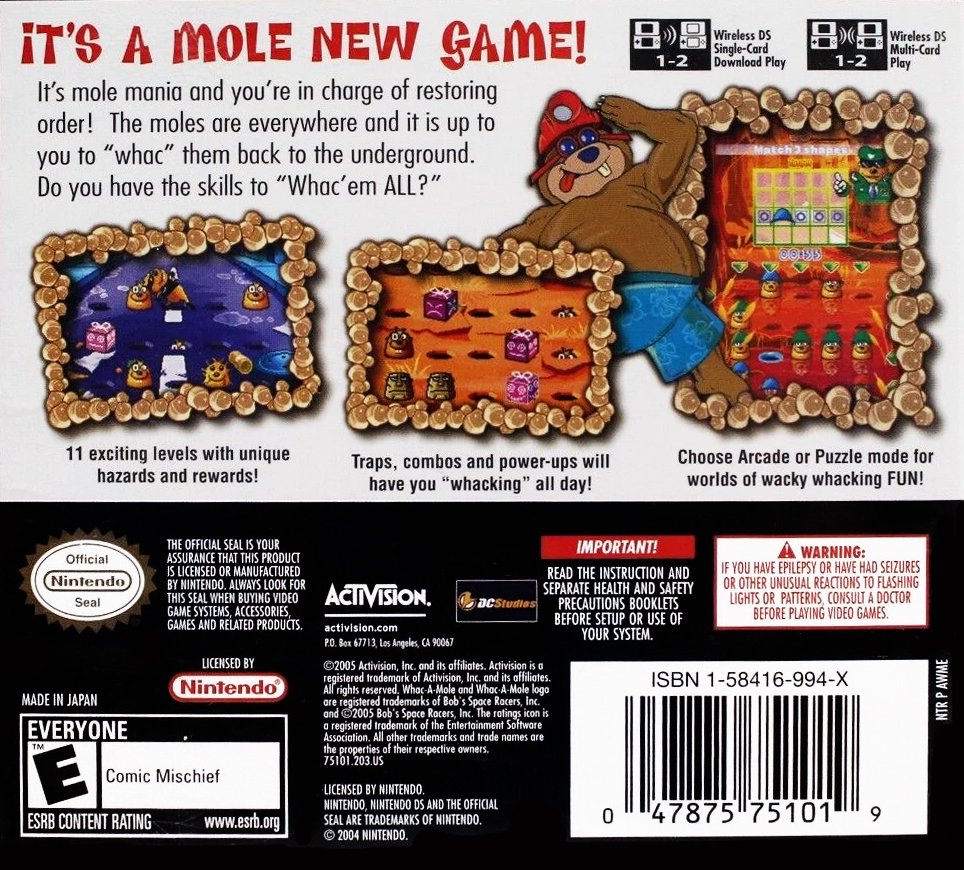 iT'S A MOLE NEW GAME!
Wireless DS
Single-Card
Download Play
1-2
Wireless DS
Multi-Card
Play
1-2
It's mole mania and you're in charge of restoring
order! The moles are everywhere and it is up to
you to “whac” them back to the underground.
Do you have the skills to “Whac'em ALL?”
Match 3 shapes
11 exciting levels with unique
hazards and rewards!
Traps, combos and power-ups will
have you “whacking” all day!
Choose Arcade or Puzzle mode for
worlds of wacky whacking FUN!
Official
Nintendo
Seal
THE OFFICIAL SEAL IS YOUR
ASSURANCE THAT THIS PRODUCT
IS LICENSED OR MANUFACTURED
BY NINTENDO. ALWAYS LOOK FOR
THIS SEAL WHEN BUYING VIDEO
GAME SYSTEMS, ACCESSORIES,
GAMES AND RELATED PRODUCTS.
LICENSED BY
Nintendo®
MADE IN JAPAN
EVERYONE
TM
E
Comic Mischief
ESRB CONTENT RATING www.esrb.org
ACTIVISION.
activision.com
P.O. Box 67713, Los Angeles, CA 90067
DC Studios
©2005 Activision, Inc. and its affiliates. Activision is a
registered trademark of Activision, Inc. and its affiliates.
All rights reserved. Whac-A-Mole and Whac-A-Mole logo
are registered trademarks of Bob's Space Racers, Inc.
and ©2005 Bob's Space Racers, Inc. The ratings icon is
a registered trademark of the Entertainment Software
Association. All other trademarks and trade names are
the properties of their respective owners.
75101.203.US
LICENSED BY NINTENDO.
NINTENDO, NINTENDO DS AND THE OFFICIAL
SEAL ARE TRADEMARKS OF NINTENDO.
© 2004 NINTENDO.
IMPORTANT!
READ THE INSTRUCTION AND
SEPARATE HEALTH AND SAFETY
PRECAUTIONS BOOKLETS
BEFORE SETUP OR USE OF
YOUR SYSTEM.
WARNING:
IF YOU HAVE EPILEPSY OR HAVE HAD SEIZURES
OR OTHER UNUSUAL REACTIONS TO FLASHING
LIGHTS OR PATTERNS, CONSULT A DOCTOR
BEFORE PLAYING VIDEO GAMES.
ISBN 1-58416-994-X
0 47875 75101 9
NTR P AWME